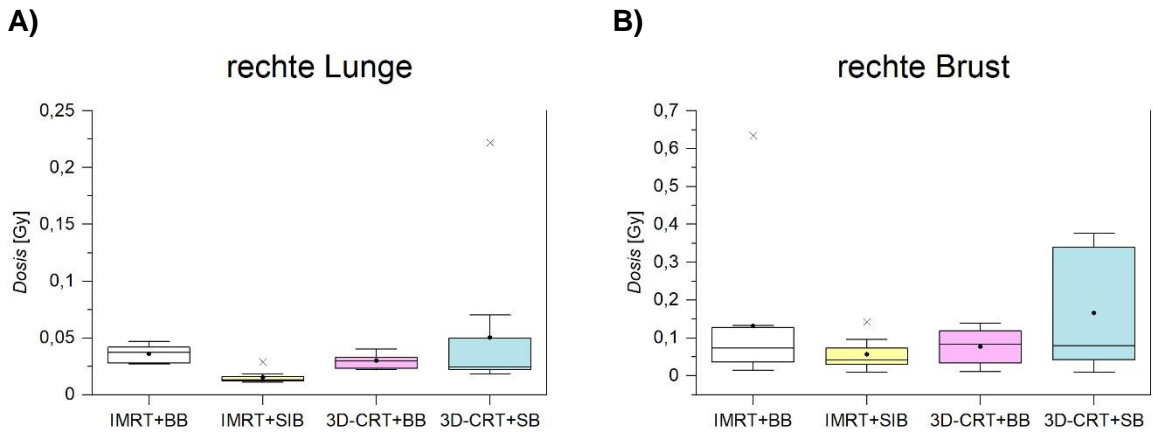 A)
rechte Lunge
0,25
0,2
0,15
0,1
0,05
0
Dosis [Gy]
IMRT+BB IMRT+SIB 3D-CRT+BB 3D-CRT+SB
B)
rechte Brust
0,7
0,6
0,5
0,4
0,3
0,2
0,1
0
Dosis [Gy]
IMRT+BB IMRT+SIB 3D-CRT+BB 3D-CRT+SB